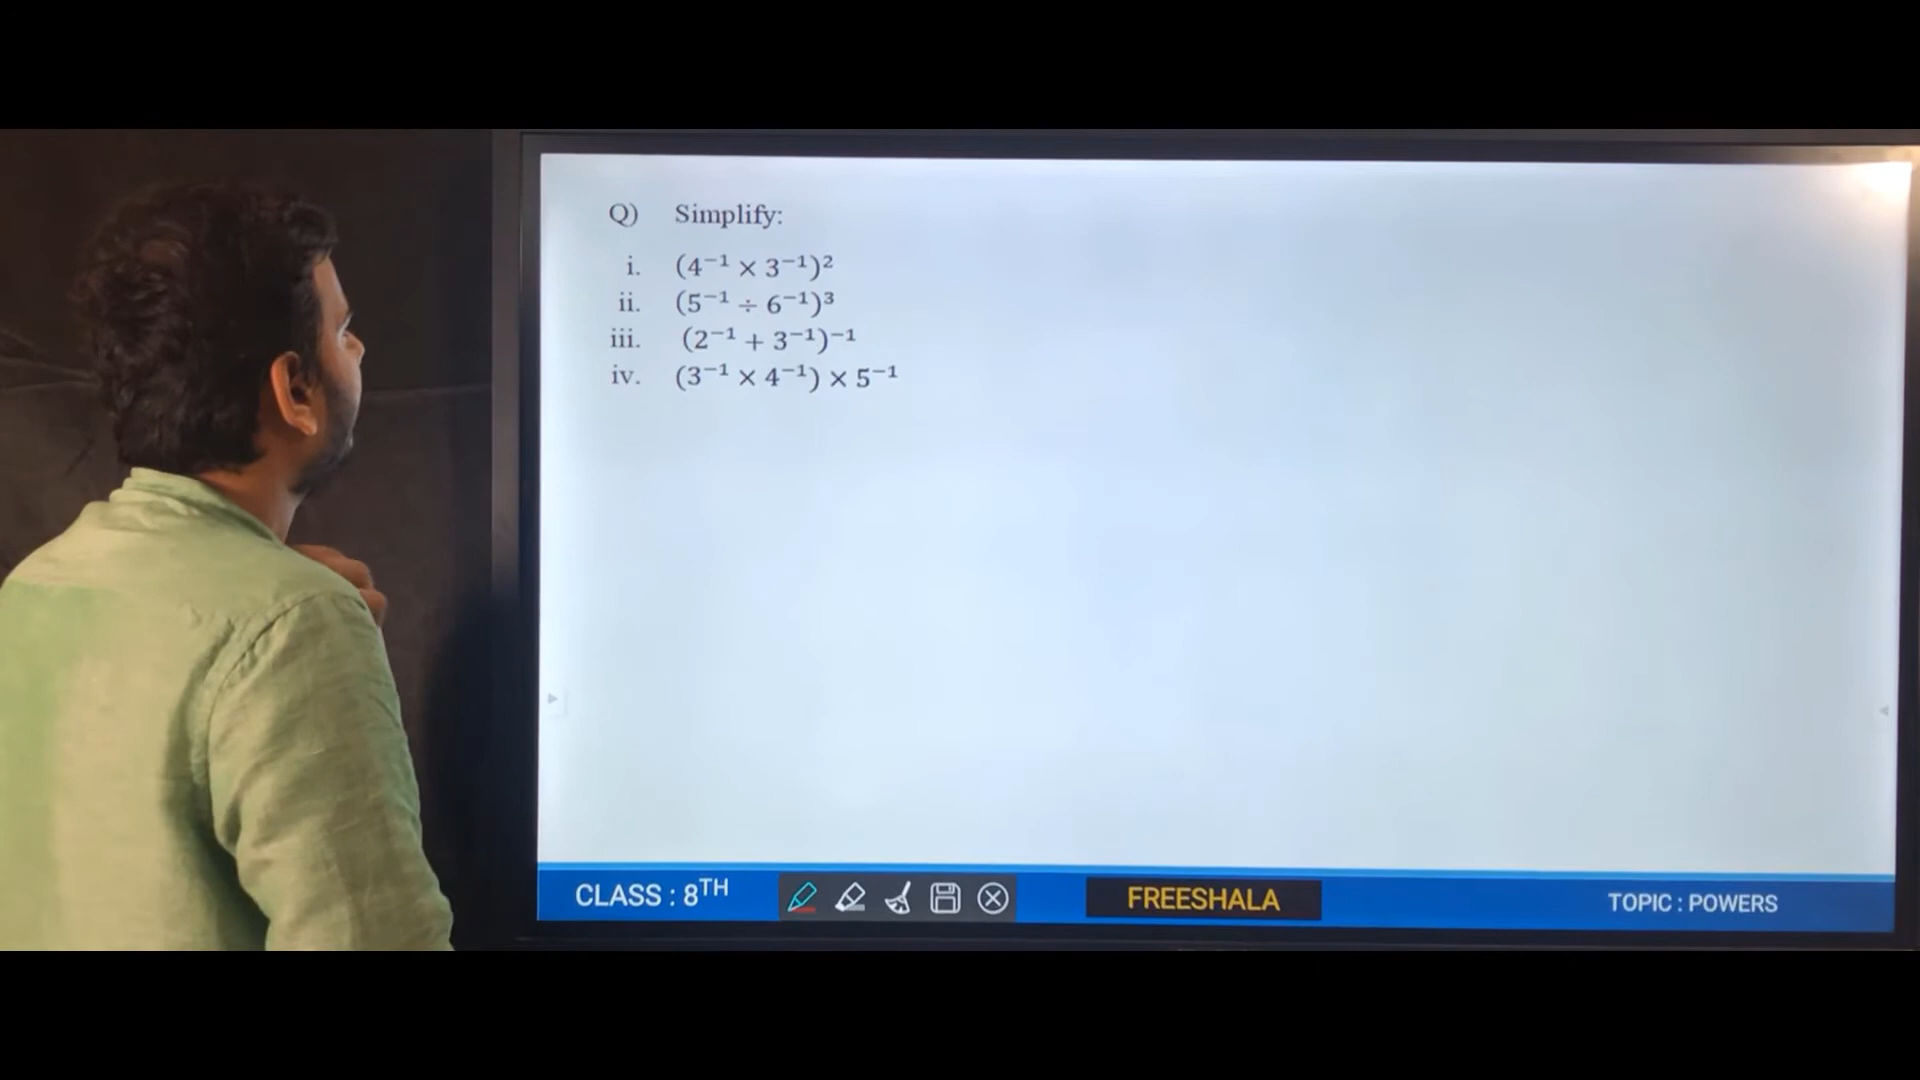 Q) Simplify:
i. (4⁻¹ × 3⁻¹)²
ii. (5⁻¹ ÷ 6⁻¹)³
iii. (2⁻¹ + 3⁻¹)⁻¹
iv. (3⁻¹ × 4⁻¹) × 5⁻¹
CLASS : 8ᵀᴴ FREESHALA TOPIC : POWERS